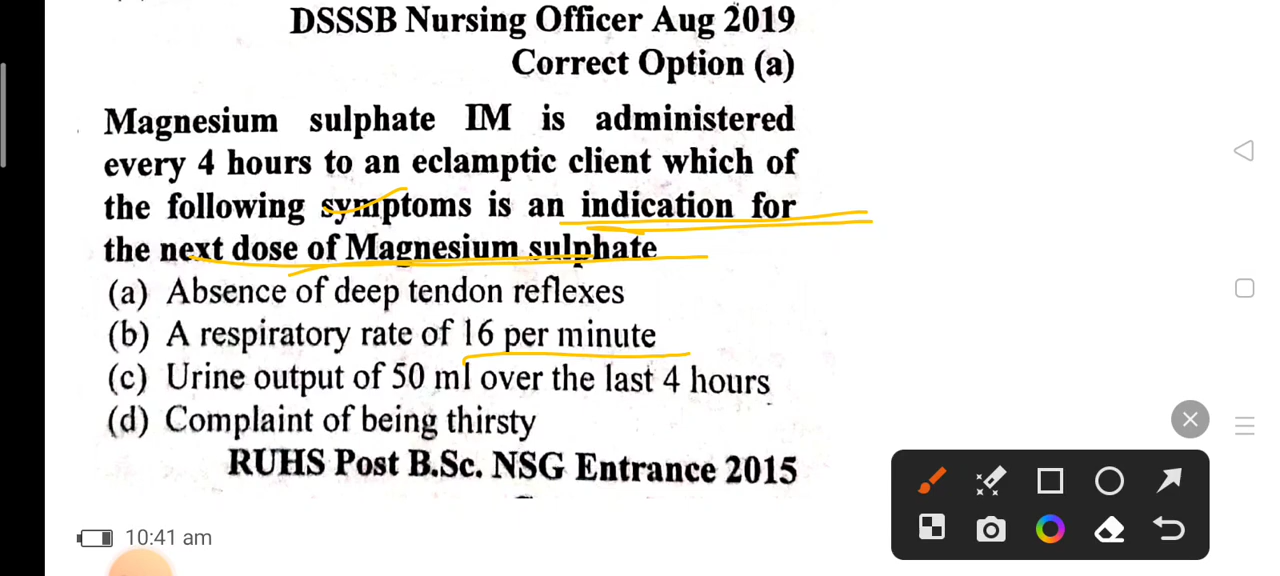 DSSSB Nursing Officer Aug 2019
Correct Option (a)
Magnesium sulphate IM is administered
every 4 hours to an eclamptic client which of
the following symptoms is an indication for
the next dose of Magnesium sulphate
(a) Absence of deep tendon reflexes
(b) A respiratory rate of 16 per minute
(c) Urine output of 50 ml over the last 4 hours
(d) Complaint of being thirsty
RUHS Post B.Sc. NSG Entrance 2015
10:41 am